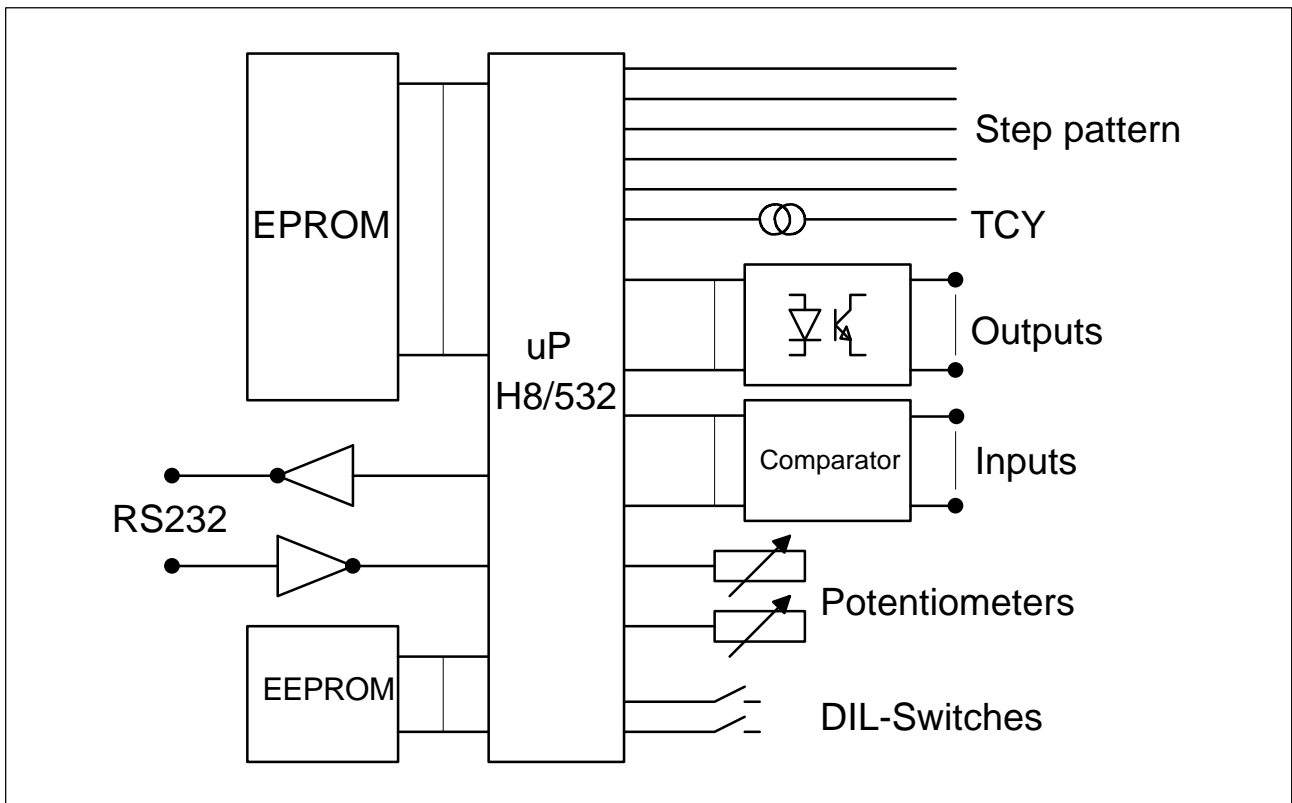 Step pattern
EPROM
TCY
uP
H8/532
Outputs
Comparator
Inputs
RS232
Potentiometers
EEPROM
DIL-Switches